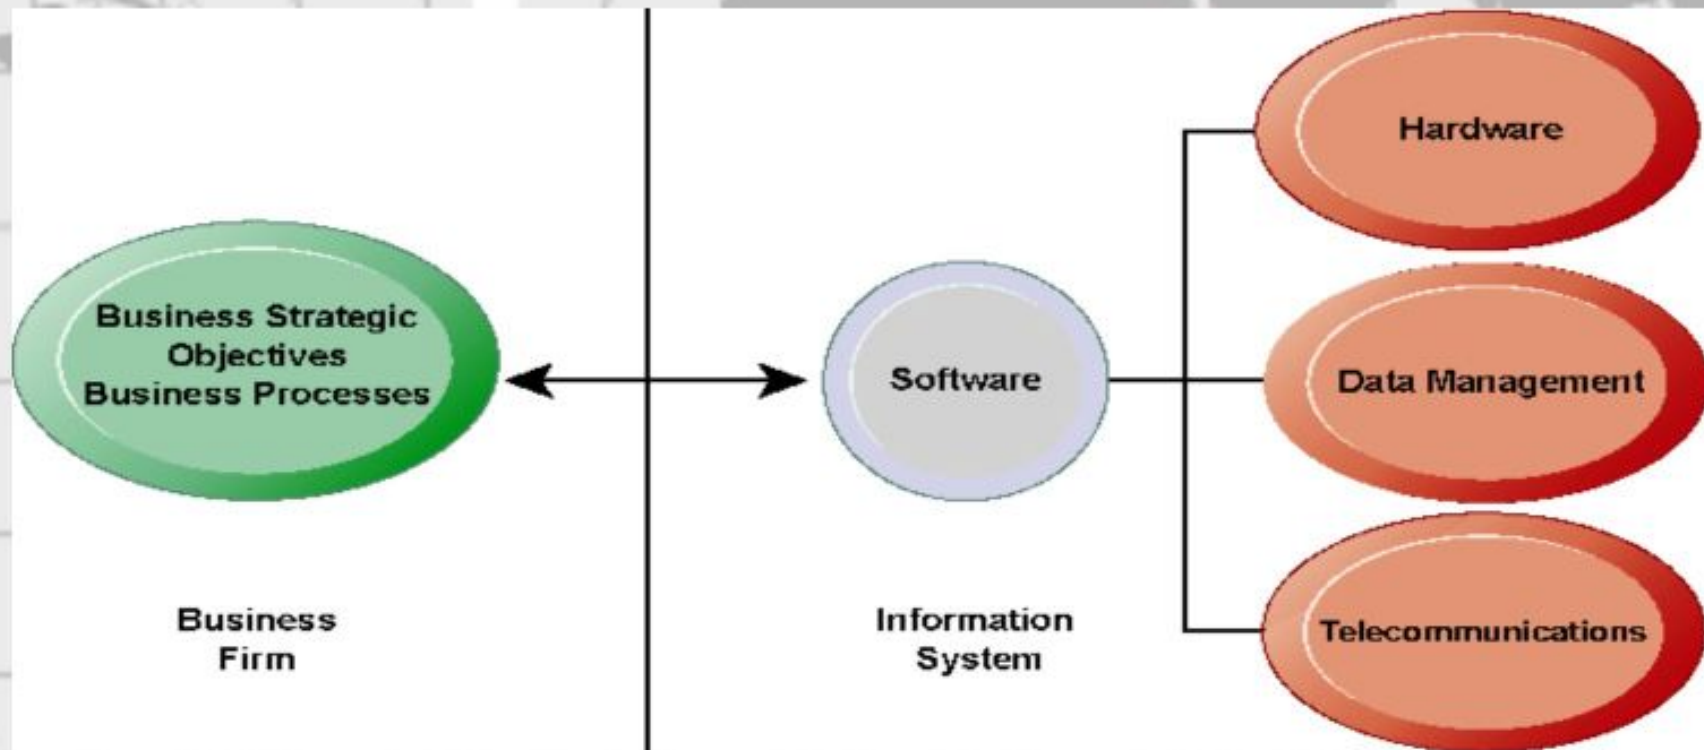 Business Strategic
Objectives
Business Processes
Business
Firm
Software
Information
System
Hardware
Data Management
Telecommunications